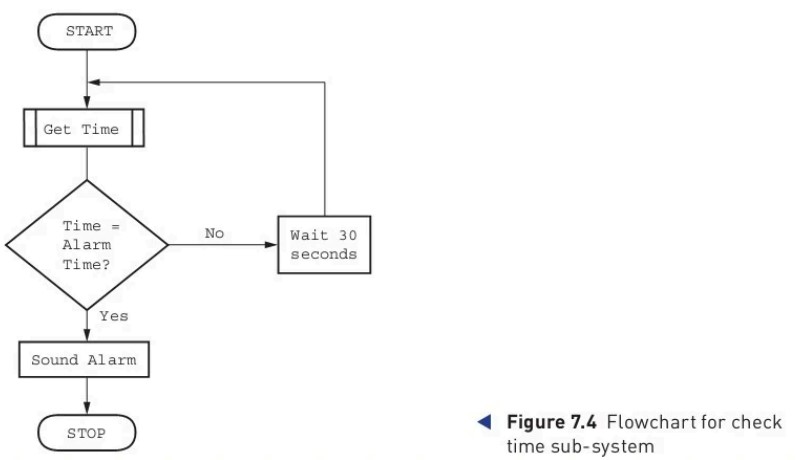 START
Get Time
Time =
Alarm
Time?
No
Wait 30
seconds
Yes
Sound Alarm
STOP
Figure 7.4 Flowchart for check
time sub-system